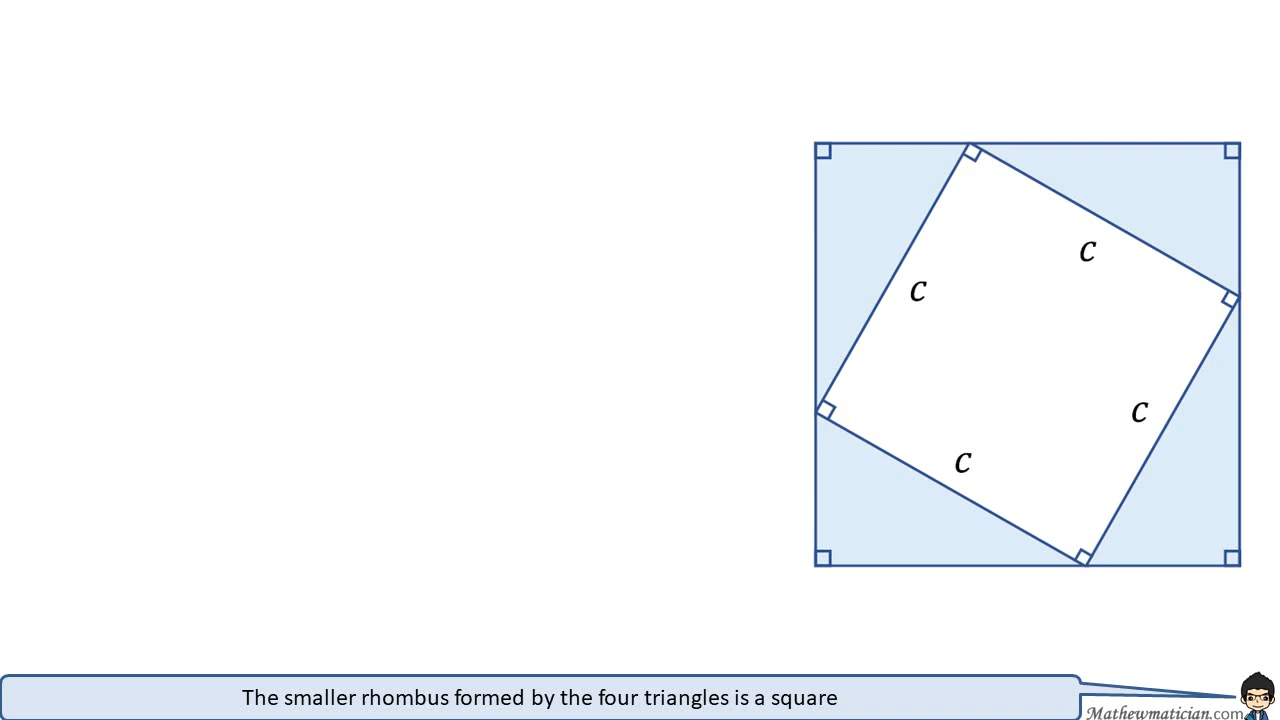 c
c
c
c
The smaller rhombus formed by the four triangles is a square
Mathewmatician.com